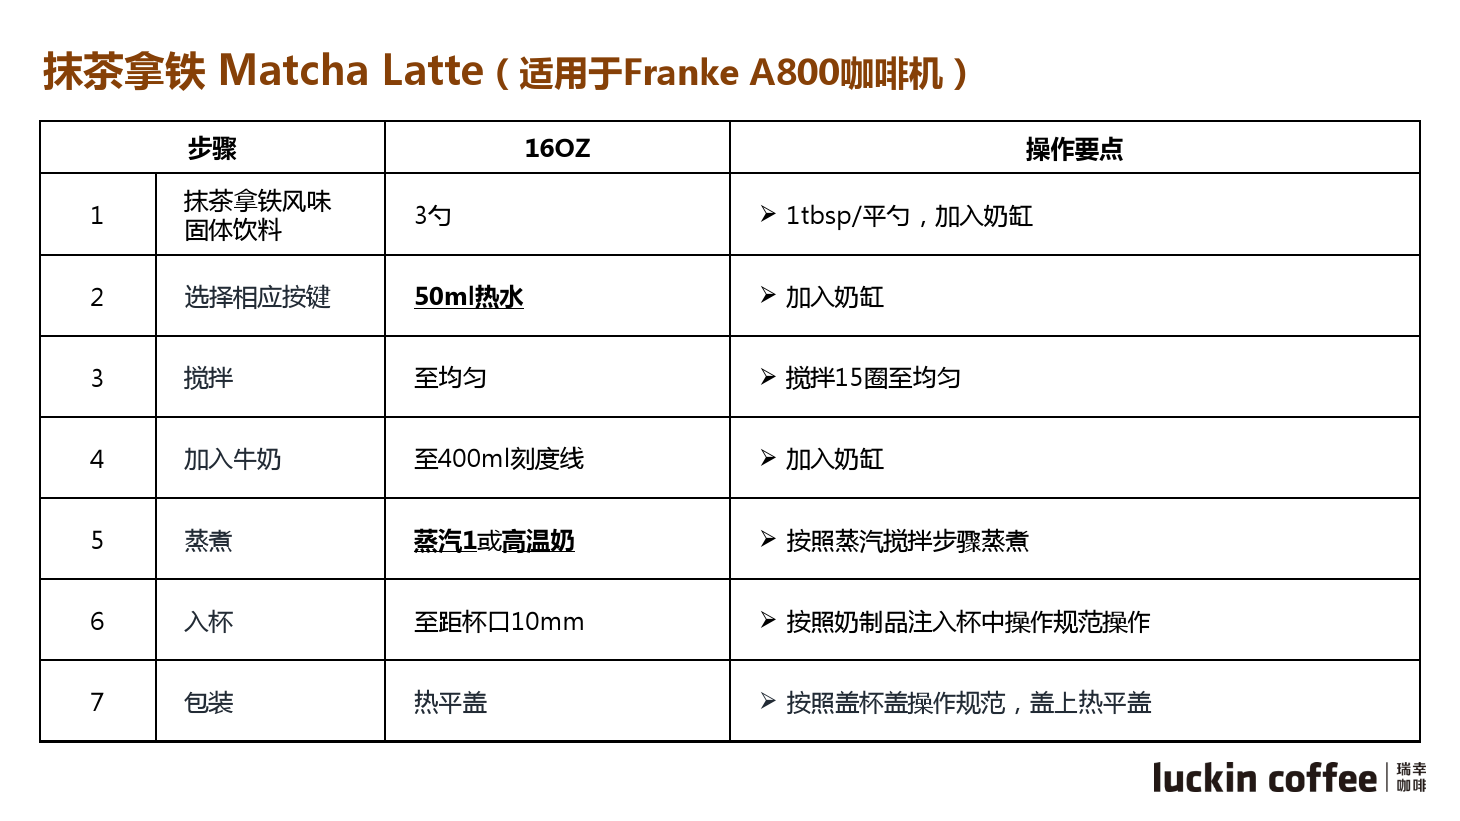 抹茶拿铁 Matcha Latte（适用于Franke A800咖啡机）
步骤 16OZ 操作要点
1 抹茶拿铁风味
固体饮料 3勺 ➢ 1tbsp/平勺，加入奶缸
2 选择相应按键 50ml热水 ➢ 加入奶缸
3 搅拌 至均匀 ➢ 搅拌15圈至均匀
4 加入牛奶 至400ml刻度线 ➢ 加入奶缸
5 蒸煮 蒸汽1或高温奶 ➢ 按照蒸汽搅拌步骤蒸煮
6 入杯 至距杯口10mm ➢ 按照奶制品注入杯中操作规范操作
7 包装 热平盖 ➢ 按照盖杯盖操作规范，盖上热平盖
luckin coffee 瑞幸
咖啡